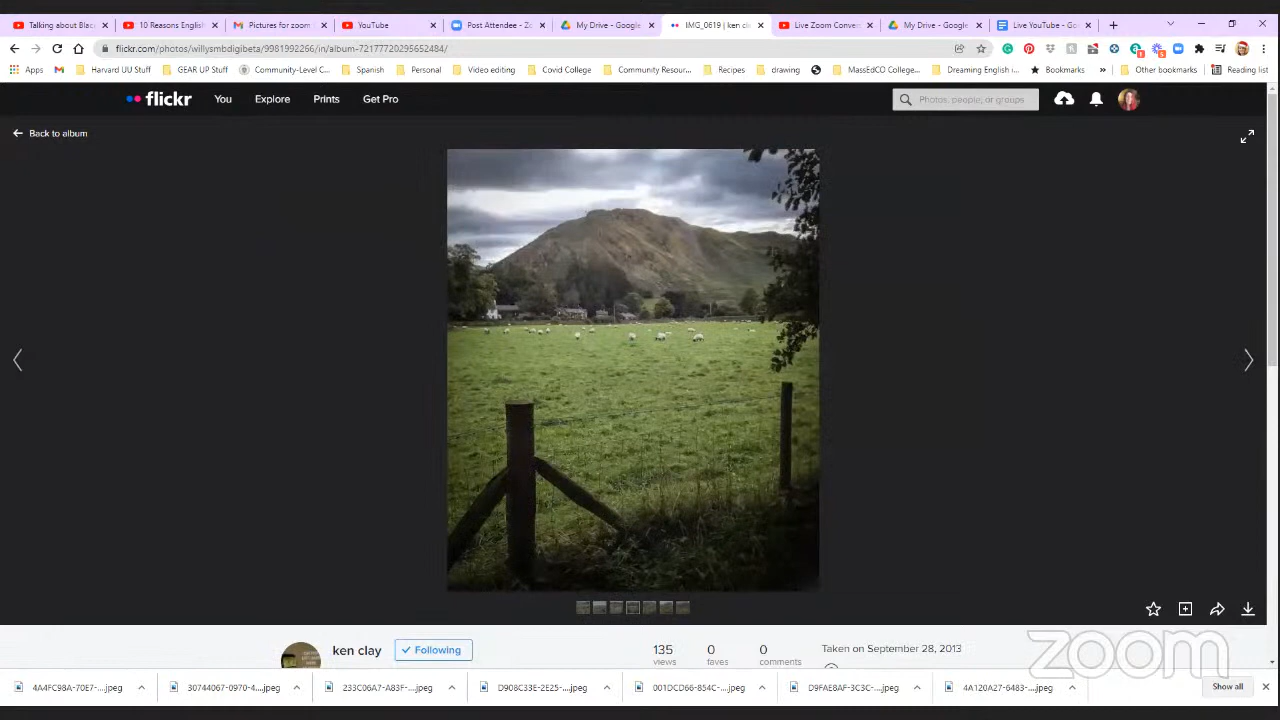 Talking about Blac
10 Reasons English
Pictures for zoom
YouTube
Post Attendee - Zo
My Drive - Google
IMG_0619 | ken cl
Live Zoom Conver
My Drive - Google
Live YouTube - Go
flickr.com/photos/willysmbdigibeta/9981992266/in/album-72177720295652484/
Apps
Harvard UU Stuff
GEAR UP Stuff
Community-Level C...
Spanish
Personal
Video editing
Covid College
Community Resour...
Recipes
drawing
MassEdCO College...
Dreaming English i...
Bookmarks
»
Other bookmarks
Reading list
flickr
You
Explore
Prints
Get Pro
Photos, people, or groups
Back to album
ken clay
Following
135
views
0
faves
0
comments
Taken on September 28, 2013
zoom
4A4FC98A-70E7-....jpeg
30744067-0970-4....jpeg
233C06A7-A83F-....jpeg
001DCD66-854C-....jpeg
D9FAE8AF-3C3C-....jpeg
4A120A27-6483-....jpeg
Show all